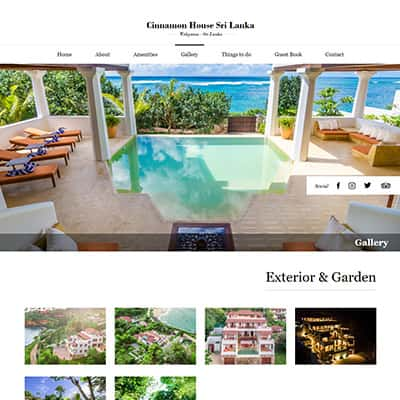 Cinnamon House Sri Lanka
Weligama - Sri Lanka
Home About Amenities Gallery Things to do Guest Book Contact
Social
Gallery
Exterior & Garden